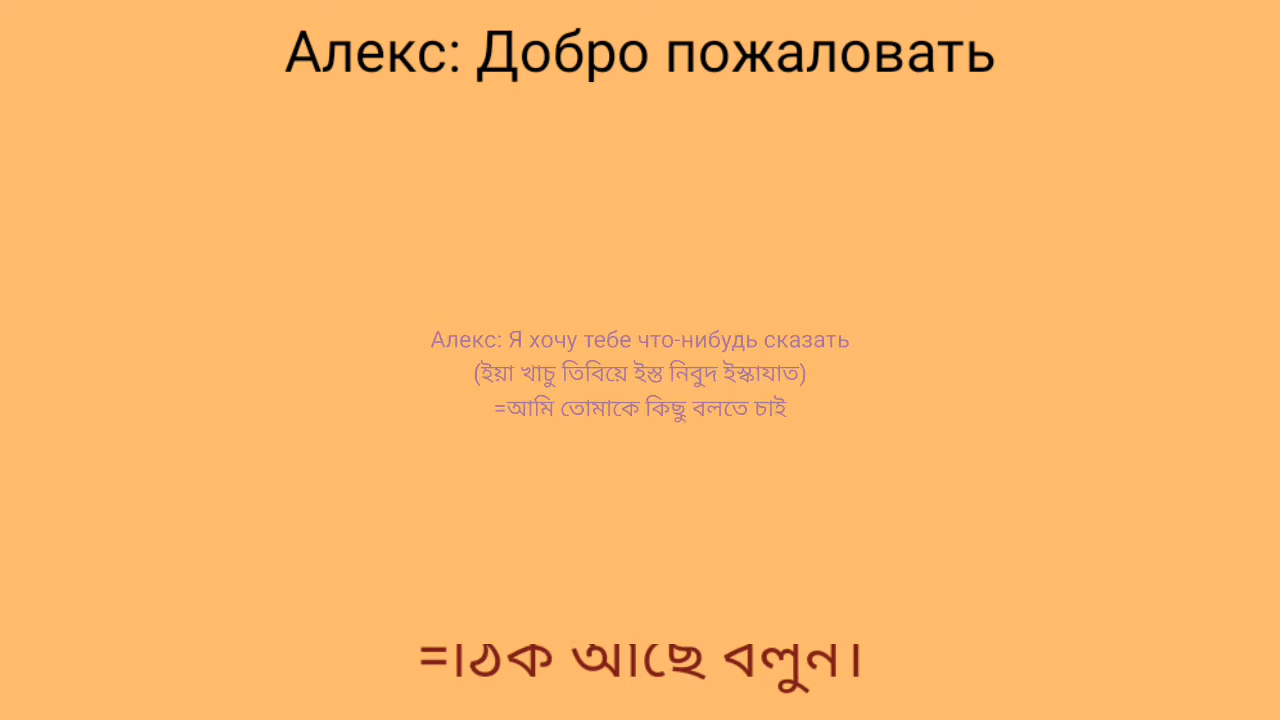 Алекс: Добро пожаловать
Алекс: Я хочу тебе что-нибудь сказать
(ইয়া খাচু তিবিয়ে ইস্ত নিবুদ ইস্কাযাত)
=আমি তোমাকে কিছু বলতে চাই
=ঠিক আছে বলুন।